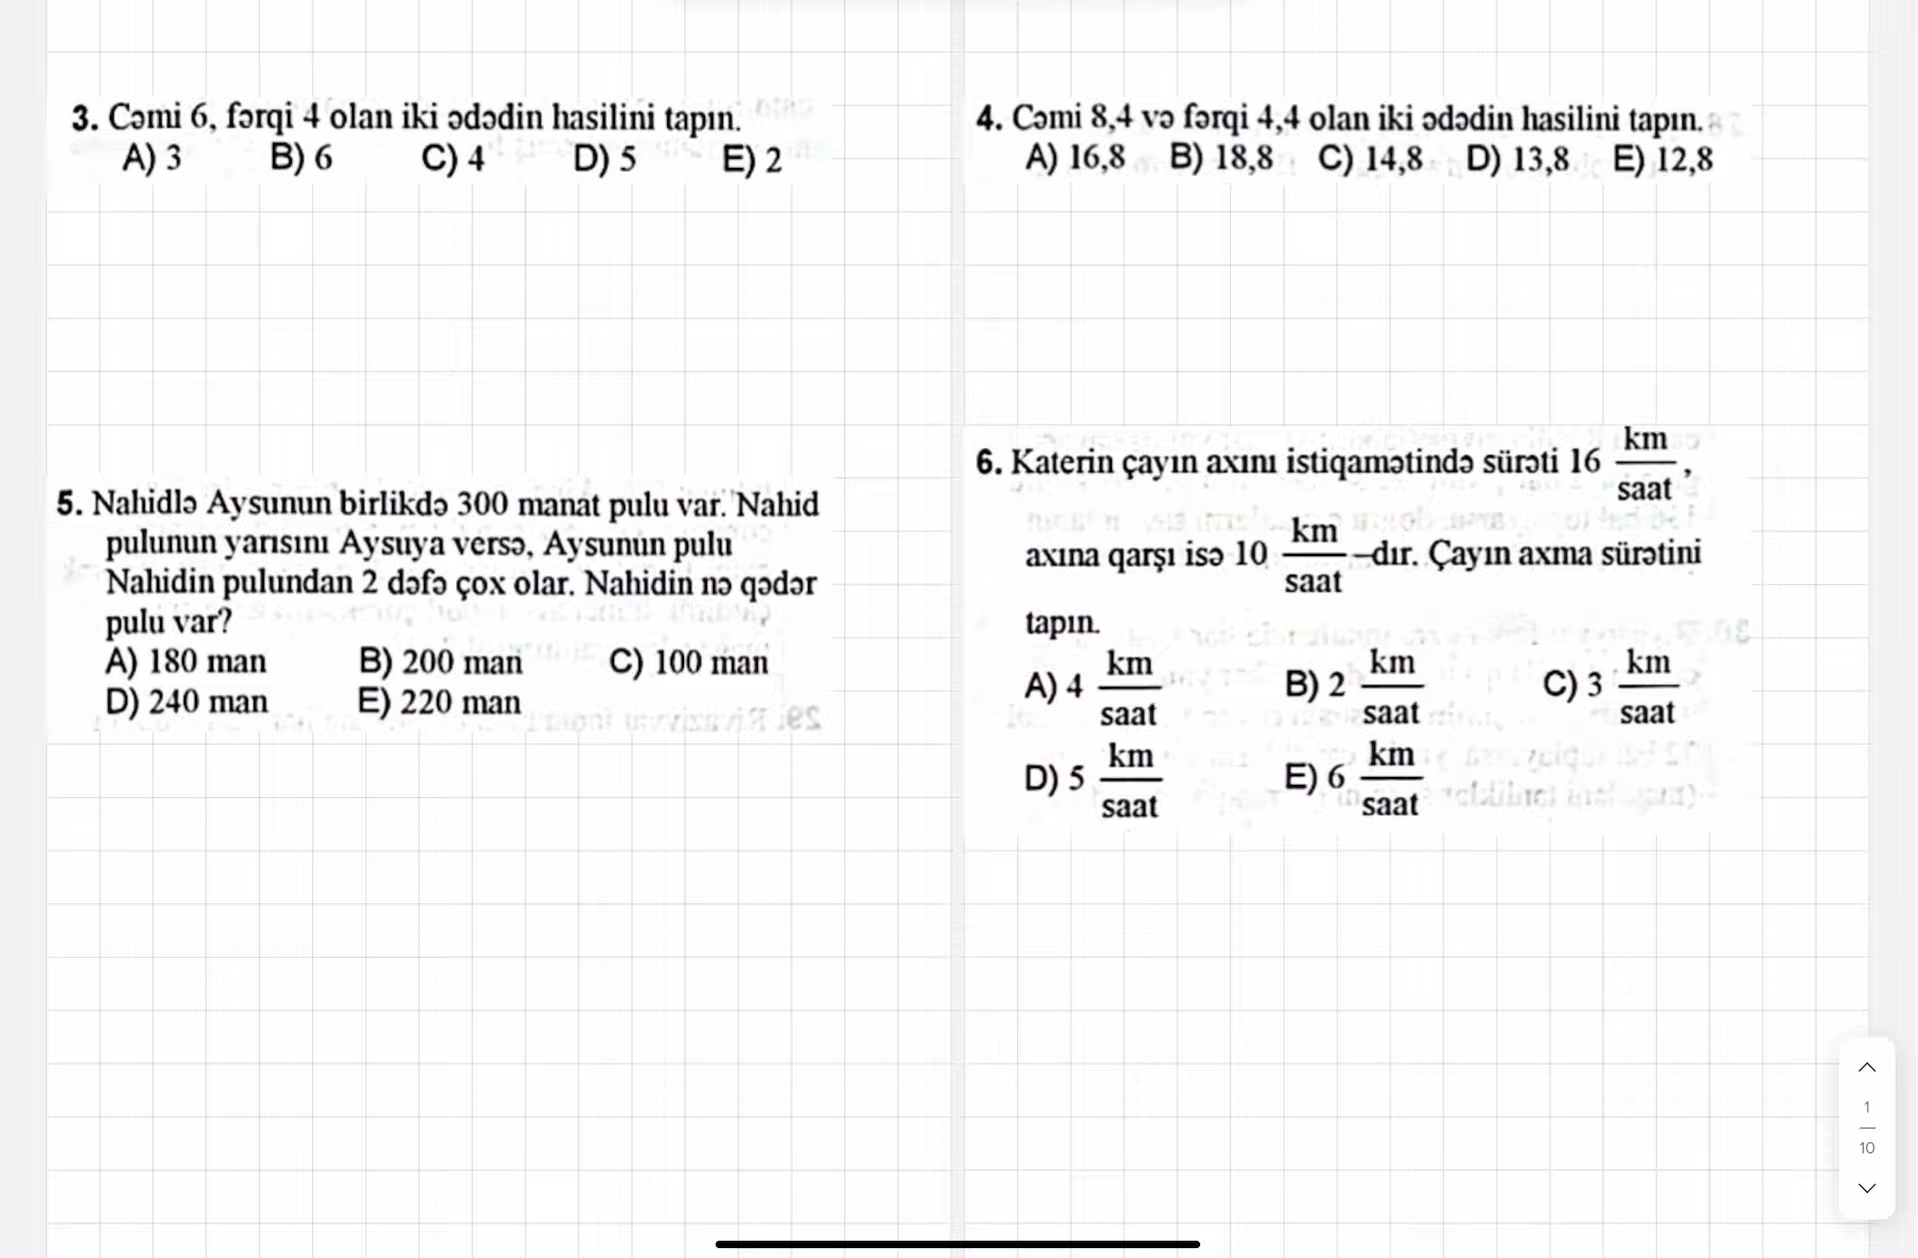 3. Cəmi 6, fərqi 4 olan iki ədədin hasilini tapın.
A) 3 B) 6 C) 4 D) 5 E) 2
4. Cəmi 8,4 və fərqi 4,4 olan iki ədədin hasilini tapın.
A) 16,8 B) 18,8 C) 14,8 D) 13,8 E) 12,8
5. Nahidlə Aysunun birlikdə 300 manat pulu var. Nahid
pulunun yarısını Aysuya versə, Aysunun pulu
Nahidin pulundan 2 dəfə çox olar. Nahidin nə qədər
pulu var?
A) 180 man B) 200 man C) 100 man
D) 240 man E) 220 man
6. Katerin çayın axını istiqamətində sürəti 16 km/saat,
axına qarşı isə 10 km/saat–dır. Çayın axma sürətini
tapın.
A) 4 km/saat B) 2 km/saat C) 3 km/saat
D) 5 km/saat E) 6 km/saat
1
10